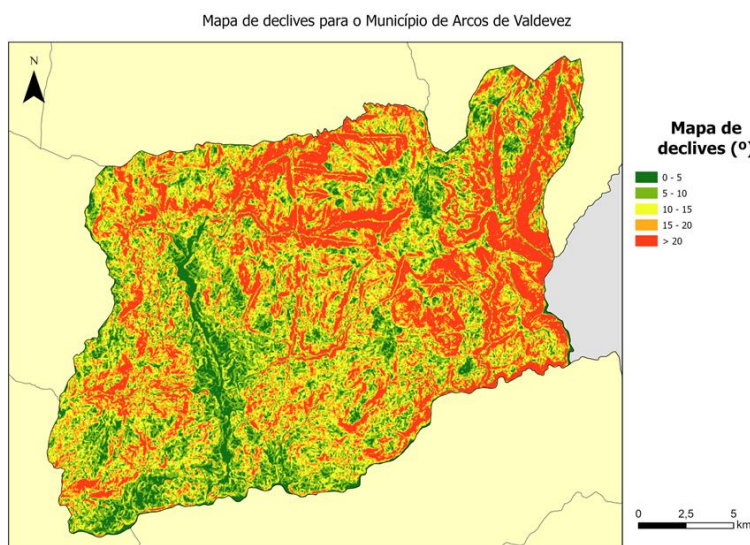 Mapa de declives para o Município de Arcos de Valdevez
N
Mapa de
declives (º)
0 - 5
5 - 10
10 - 15
15 - 20
> 20
0 2,5 5
km